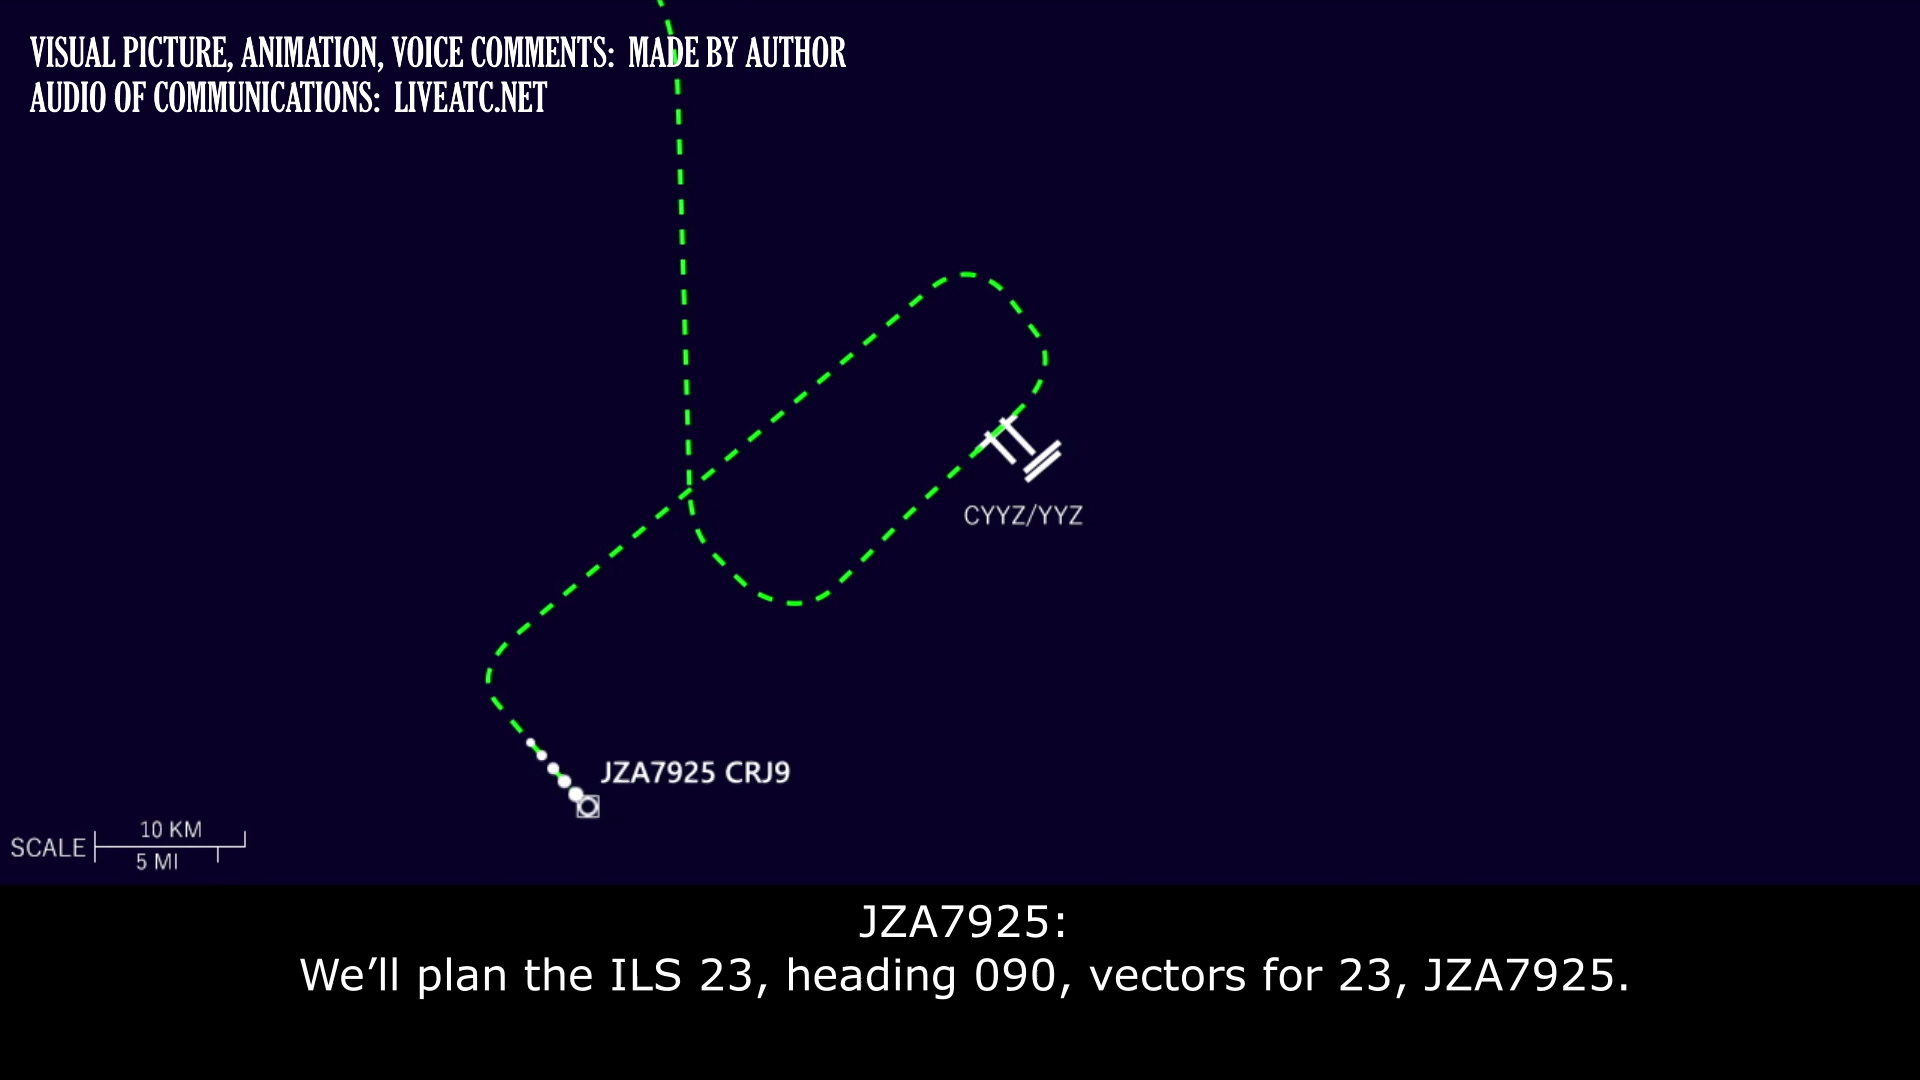 VISUAL PICTURE, ANIMATION, VOICE COMMENTS: MADE BY AUTHOR
AUDIO OF COMMUNICATIONS: LIVEATC.NET
CYYZ/YYZ
JZA7925 CRJ9
10 KM
SCALE
5 MI
JZA7925:
We’ll plan the ILS 23, heading 090, vectors for 23, JZA7925.